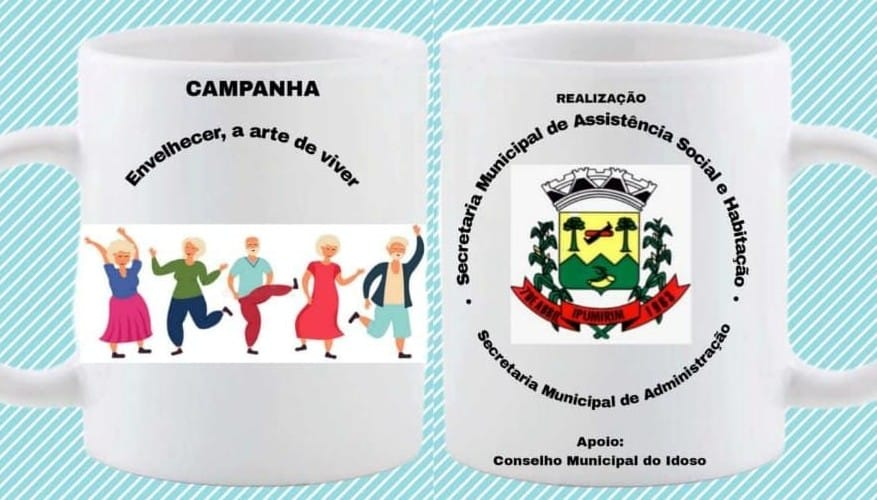 CAMPANHA
Envelhecer, a arte de viver
REALIZAÇÃO
• Secretaria Municipal de Assistência Social e Habitação •
IPUMIRIM
1963
Secretaria Municipal de Administração
Apoio:
Conselho Municipal do Idoso